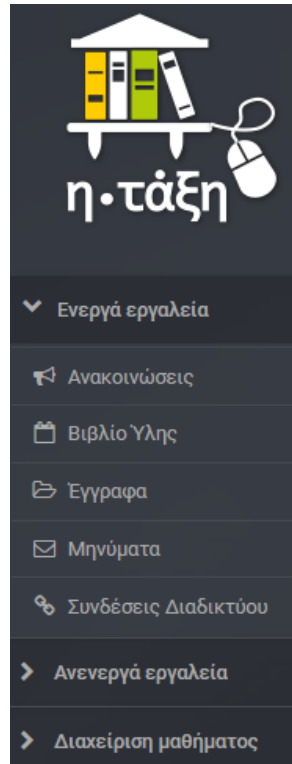 η•τάξη
Ενεργά εργαλεία
Ανακοινώσεις
Βιβλίο Ύλης
Έγγραφα
Μηνύματα
Συνδέσεις Διαδικτύου
Ανενεργά εργαλεία
Διαχείριση μαθήματος